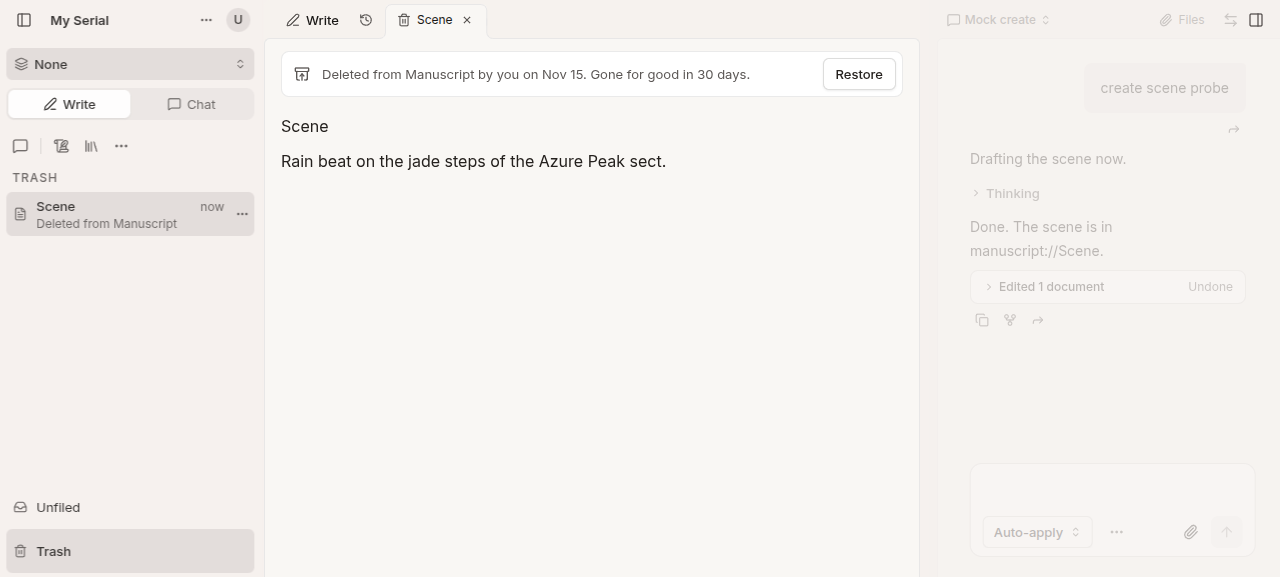 My Serial
U
None
Write
Chat
TRASH
Scene
now
Deleted from Manuscript
Unfiled
Trash
Write
Scene
Deleted from Manuscript by you on Nov 15. Gone for good in 30 days.
Restore
Scene
Rain beat on the jade steps of the Azure Peak sect.
Mock create
Files
create scene probe
Drafting the scene now.
Thinking
Done. The scene is in
manuscript://Scene.
Edited 1 document
Undone
Auto-apply